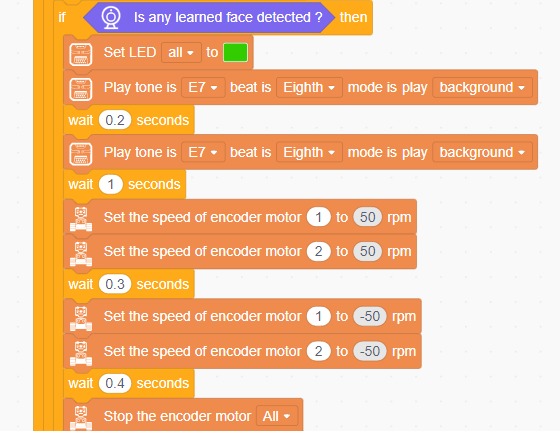 if Is any learned face detected ? then
Set LED all to
Play tone is E7 beat is Eighth mode is play background
wait 0.2 seconds
Play tone is E7 beat is Eighth mode is play background
wait 1 seconds
Set the speed of encoder motor 1 to 50 rpm
Set the speed of encoder motor 2 to 50 rpm
wait 0.3 seconds
Set the speed of encoder motor 1 to -50 rpm
Set the speed of encoder motor 2 to -50 rpm
wait 0.4 seconds
Stop the encoder motor All